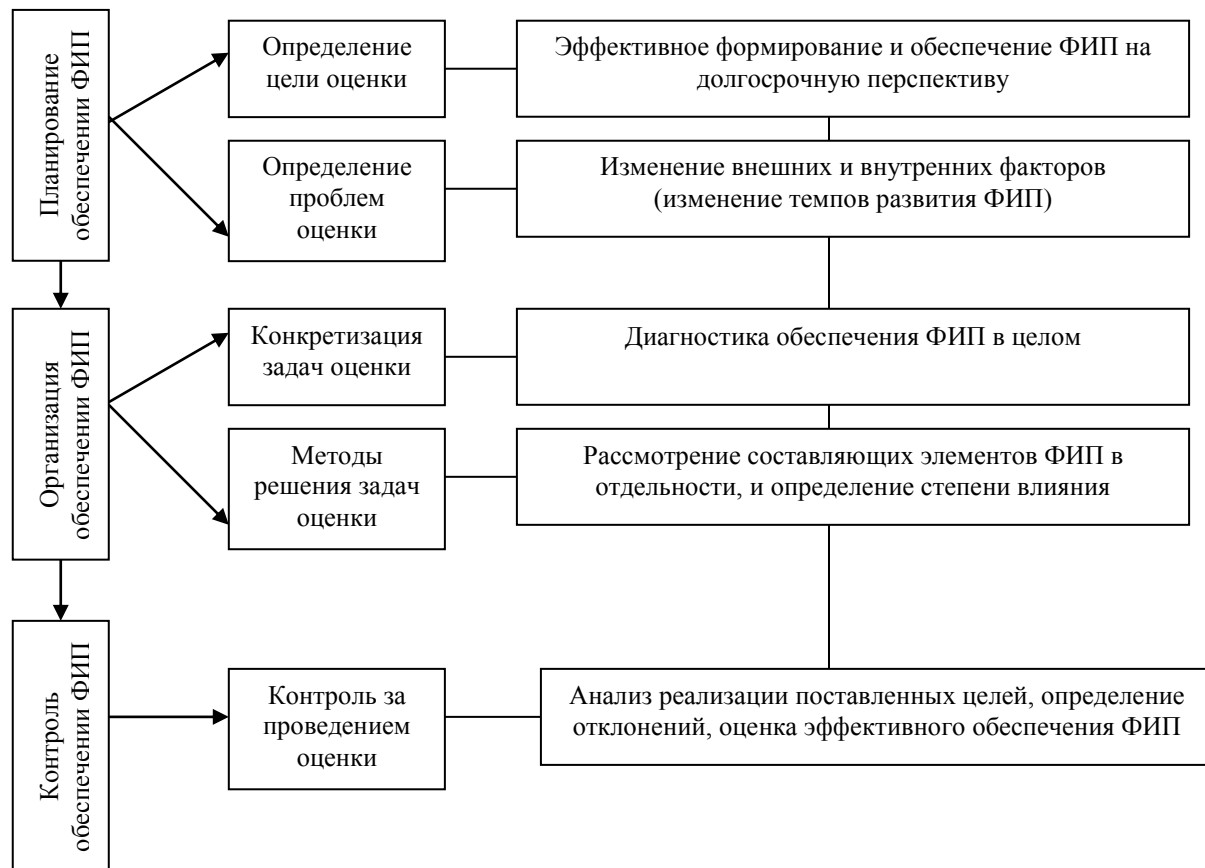 Планирование
обеспечении ФИП
Определение
цели оценки
Эффективное формирование и обеспечение ФИП на
долгосрочную перспективу
Определение
проблем
оценки
Изменение внешних и внутренних факторов
(изменение темпов развития ФИП)
Организация
обеспечении ФИП
Конкретизация
задач оценки
Диагностика обеспечения ФИП в целом
Методы
решения задач
оценки
Рассмотрение составляющих элементов ФИП в
отдельности, и определение степени влияния
Контроль
обеспечении ФИП
Контроль за
проведением
оценки
Анализ реализации поставленных целей, определение
отклонений, оценка эффективного обеспечения ФИП